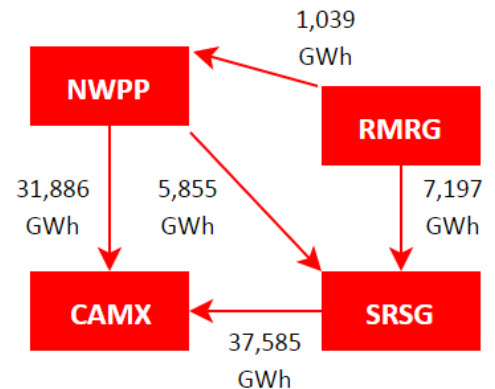 1,039
GWh
NWPP
RMRG
31,886
GWh
5,855
GWh
7,197
GWh
CAMX
SRSG
37,585
GWh